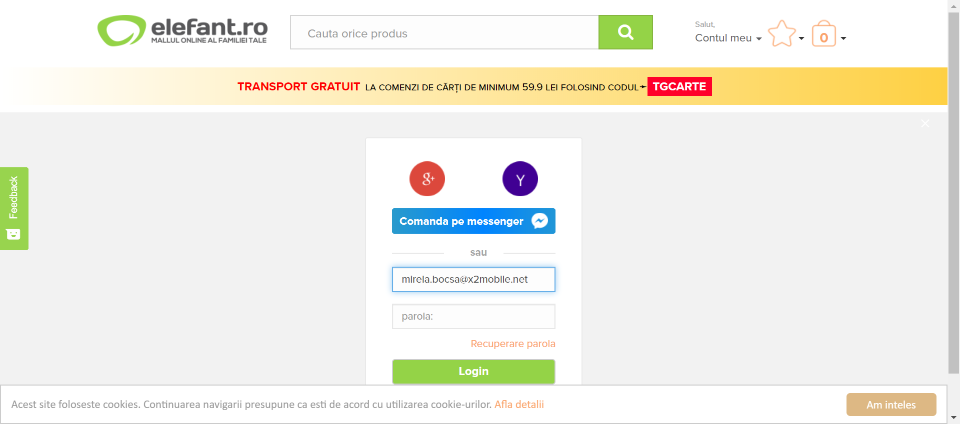 elefant.ro
MALLUL ONLINE AL FAMILIEI TALE
Cauta orice produs
Salut,
Contul meu
0
TRANSPORT GRATUIT LA COMENZI DE CĂRȚI DE MINIMUM 59.9 LEI FOLOSIND CODUL TGCARTE
Feedback
g+
Y
Comanda pe messenger
sau
mirela.bocsa@x2mobile.net
parola:
Recuperare parola
Login
Acest site foloseste cookies. Continuarea navigarii presupune ca esti de acord cu utilizarea cookie-urilor. Afla detalii
Am inteles